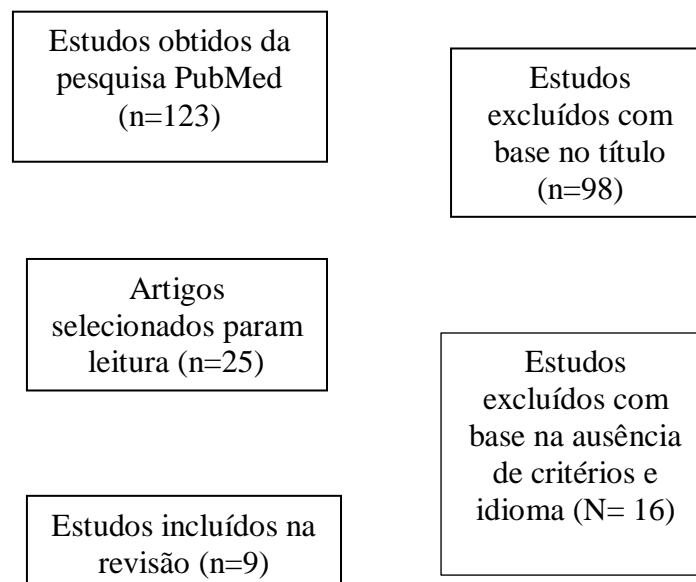 Estudos obtidos da
pesquisa PubMed
(n=123)
Estudos
excluídos com
base no título
(n=98)
Artigos
selecionados param
leitura (n=25)
Estudos
excluídos com
base na ausência
de critérios e
idioma (N= 16)
Estudos incluídos na
revisão (n=9)